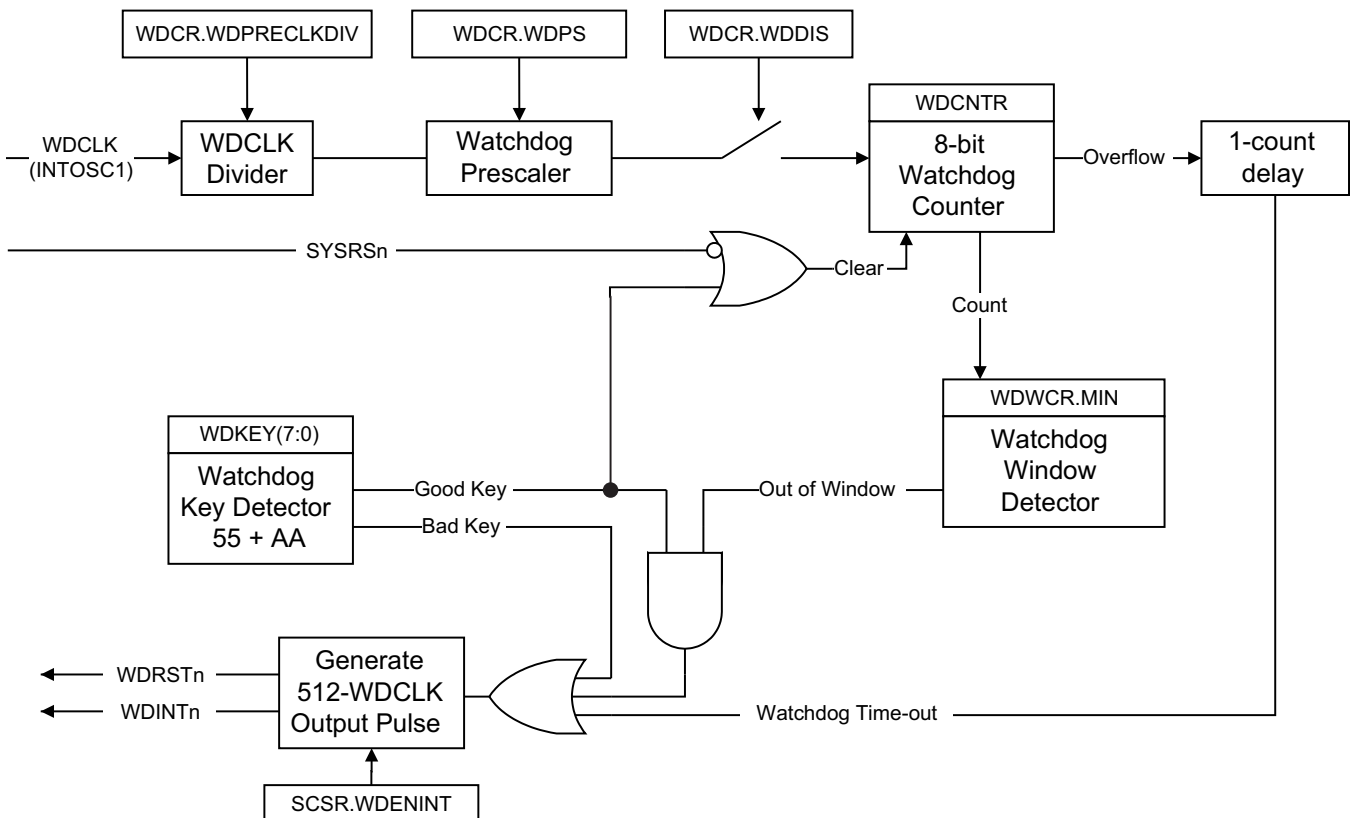 WDCR.WDPRECLKDIV
WDCR.WDPS
WDCR.WDDIS
WDCLK
(INTOSC1)
WDCLK
Divider
Watchdog
Prescaler
WDCNTR
8-bit
Watchdog
Counter
Overflow
1-count
delay
SYSRSn
Clear
Count
WDKEY(7:0)
Watchdog
Key Detector
55 + AA
Good Key
Bad Key
Out of Window
WDWCR.MIN
Watchdog
Window
Detector
WDRSTn
WDINTn
Generate
512-WDCLK
Output Pulse
Watchdog Time-out
SCSR.WDENINT